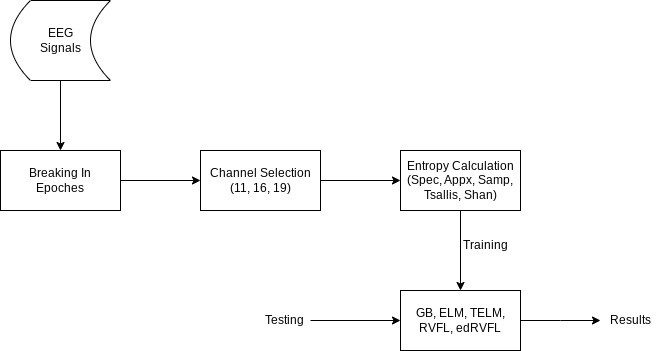 EEG
Signals
Breaking In
Epoches
Channel Selection
(11, 16, 19)
Entropy Calculation
(Spec, Appx, Samp,
Tsallis, Shan)
Training
Testing
GB, ELM, TELM,
RVFL, edRVFL
Results